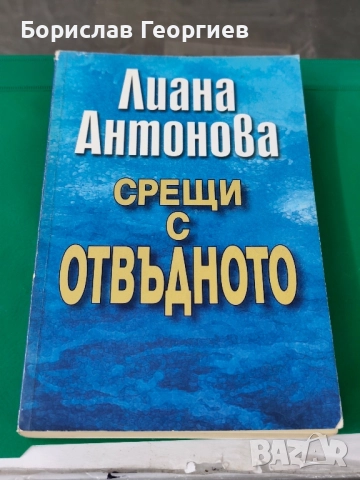 Борислав Георгиев
Лиана
Антонова
СРЕЩИ
С
ОТВЪДНОТО
BAZAR